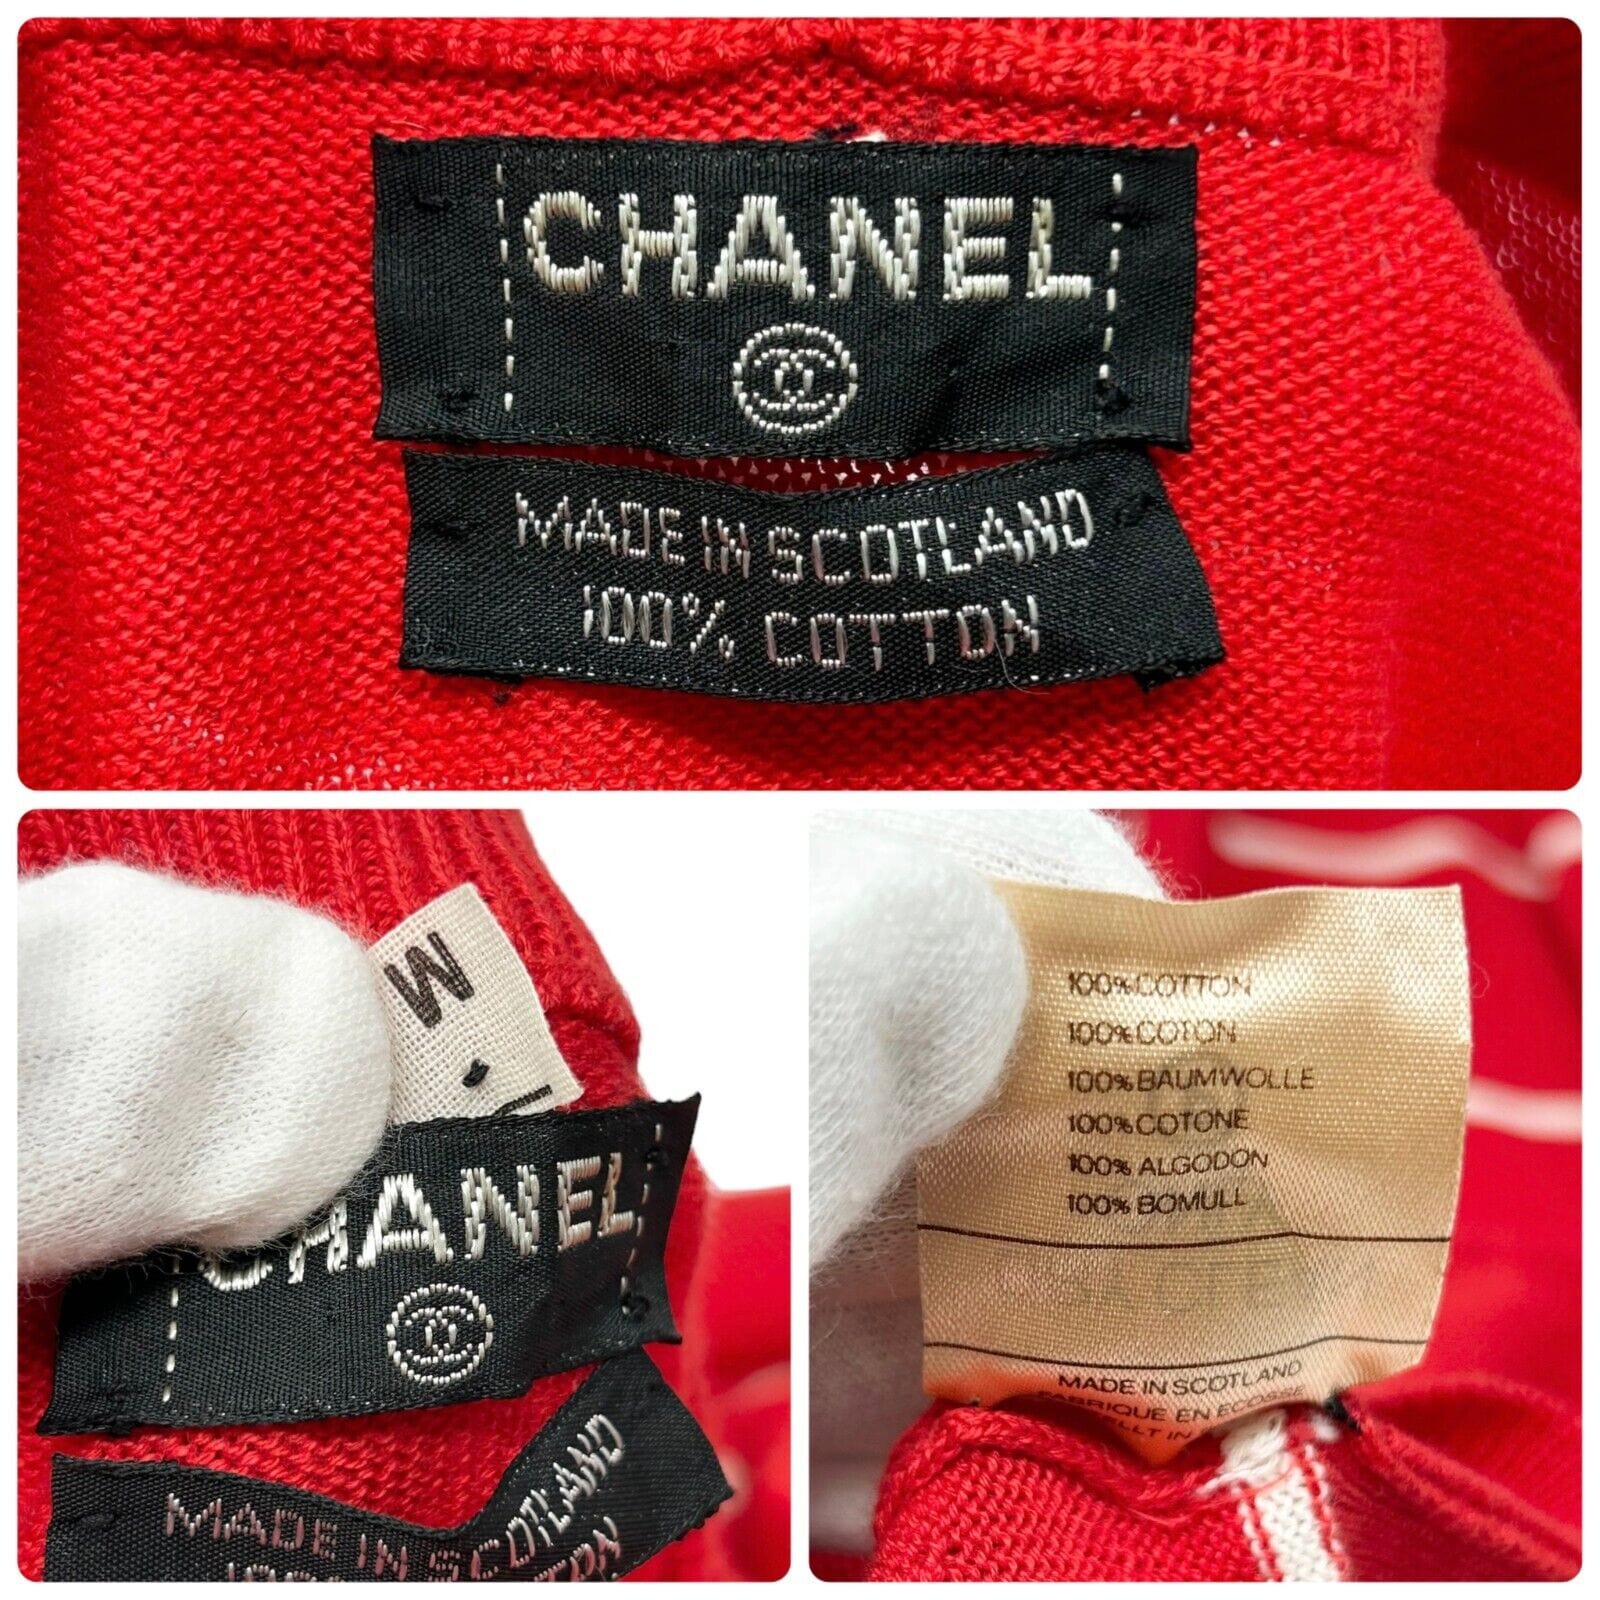 CHANEL
MADE IN SCOTLAND
100% COTTON
M
CHANEL
MADE IN SCOTLAND
100% COTTON
100% COTON
100% BAUMWOLLE
100% COTONE
100% ALGODON
100% BOMULL
MADE IN SCOTLAND
FABRIQUE EN ECOSSE